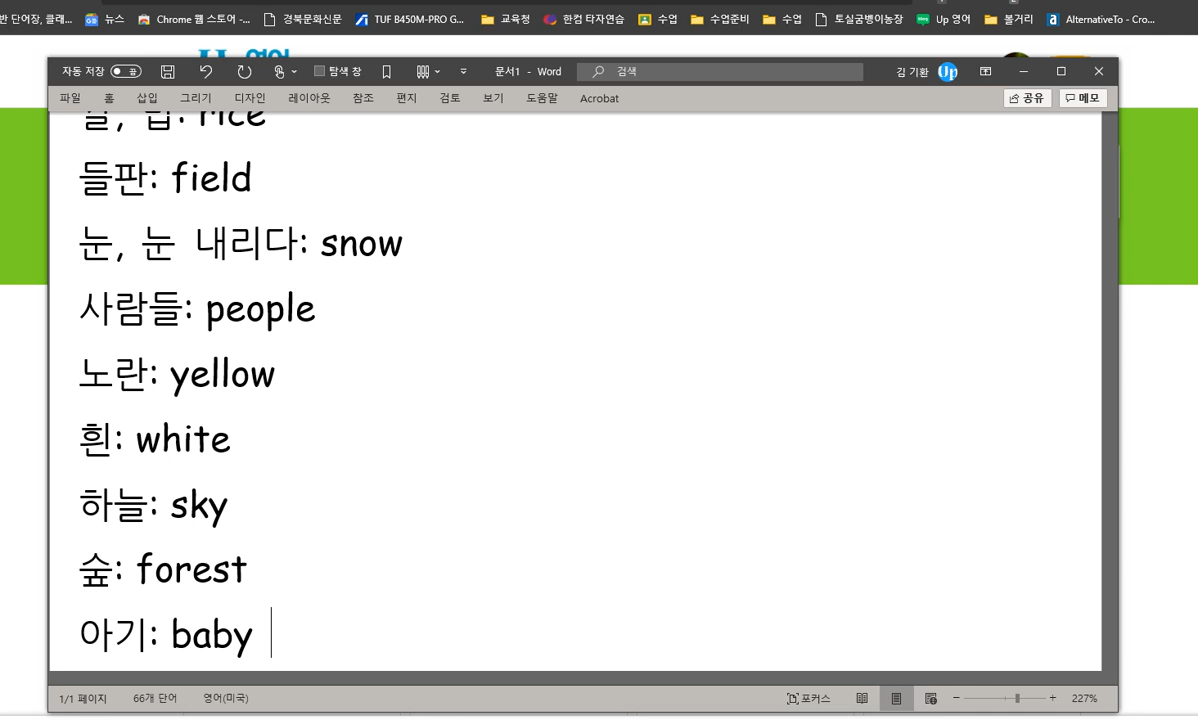 반 단어장, 클래... 뉴스 Chrome 웹 스토어 -... 경북문화신문 TUF B450M-PRO G... 교육청 한컴 타자연습 수업 수업준비 수업 토실굼벵이농장 Up 영어 볼거리 AlternativeTo - Cro...
자동 저장 끔 탐색 창 문서1 - Word 검색 김 기환 Up
파일 홈 삽입 그리기 디자인 레이아웃 참조 편지 검토 보기 도움말 Acrobat 공유 메모
rice
들판: field
눈, 눈 내리다: snow
사람들: people
노란: yellow
흰: white
하늘: sky
숲: forest
아기: baby
1/1 페이지 66개 단어 영어(미국) 포커스 227%